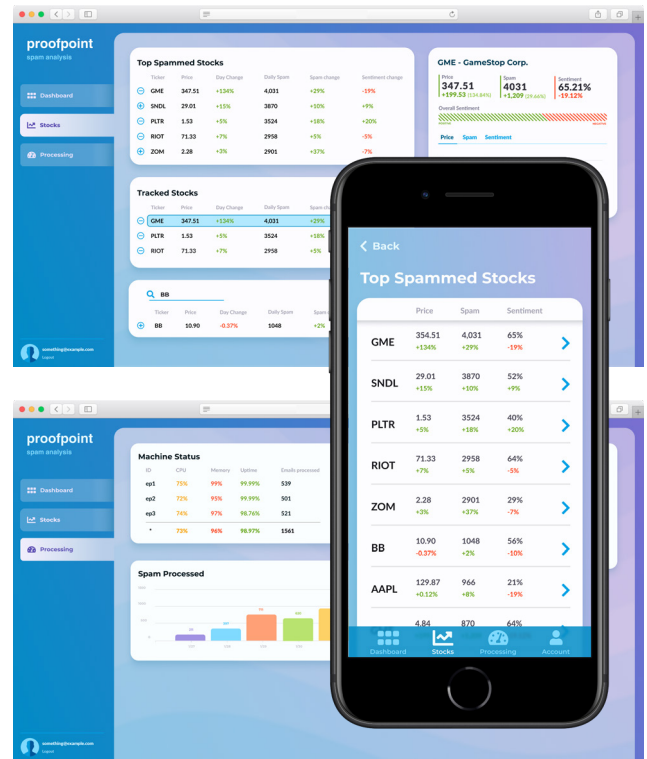 proofpoint
spam analysis
Dashboard
Stocks
Processing
something@example.com
Logout
Top Spammed Stocks
Ticker Price Day Change Daily Spam Spam change Sentiment change
GME 347.51 +134% 4,031 +29% -19%
SNDL 29.01 +15% 3870 +10% +9%
PLTR 1.53 +5% 3524 +18% +20%
RIOT 71.33 +7% 2958 +5% -5%
ZOM 2.28 +3% 2901 +37% -7%
Tracked Stocks
Ticker Price Day Change Daily Spam Spam
GME 347.51 +134% 4,031 +29%
PLTR 1.53 +5% 3524 +18%
RIOT 71.33 +7% 2958 +5%
BB
Ticker Price Day Change Daily Spam Spam
BB 10.90 -0.37% 1048 +2%
GME - GameStop Corp.
Price Spam Sentiment
347.51 4031 65.21%
+199.53 (134.84%) +1,209 (29.66%) -19.12%
Overall Sentiment
Price Spam Sentiment
Back
Top Spammed Stocks
Price Spam Sentiment
GME 354.51 4,031 65%
+134% +29% -19%
SNDL 29.01 3870 52%
+15% +10% +9%
PLTR 1.53 3524 40%
+5% +18% +20%
RIOT 71.33 2958 64%
+7% +5% -5%
ZOM 2.28 2901 29%
+3% +37% -7%
BB 10.90 1048 56%
-0.37% +2% -10%
AAPL 129.87 966 21%
+0.12% +8% -19%
4.84 870 64%
Dashboard Stocks Processing Account
proofpoint
spam analysis
Dashboard
Stocks
Processing
something@example.com
Logout
Machine Status
ID CPU Memory Uptime Emails processed
ep1 75% 99% 99.99% 539
ep2 72% 95% 99.99% 501
ep3 74% 97% 98.76% 521
* 73% 96% 98.97% 1561
Spam Processed